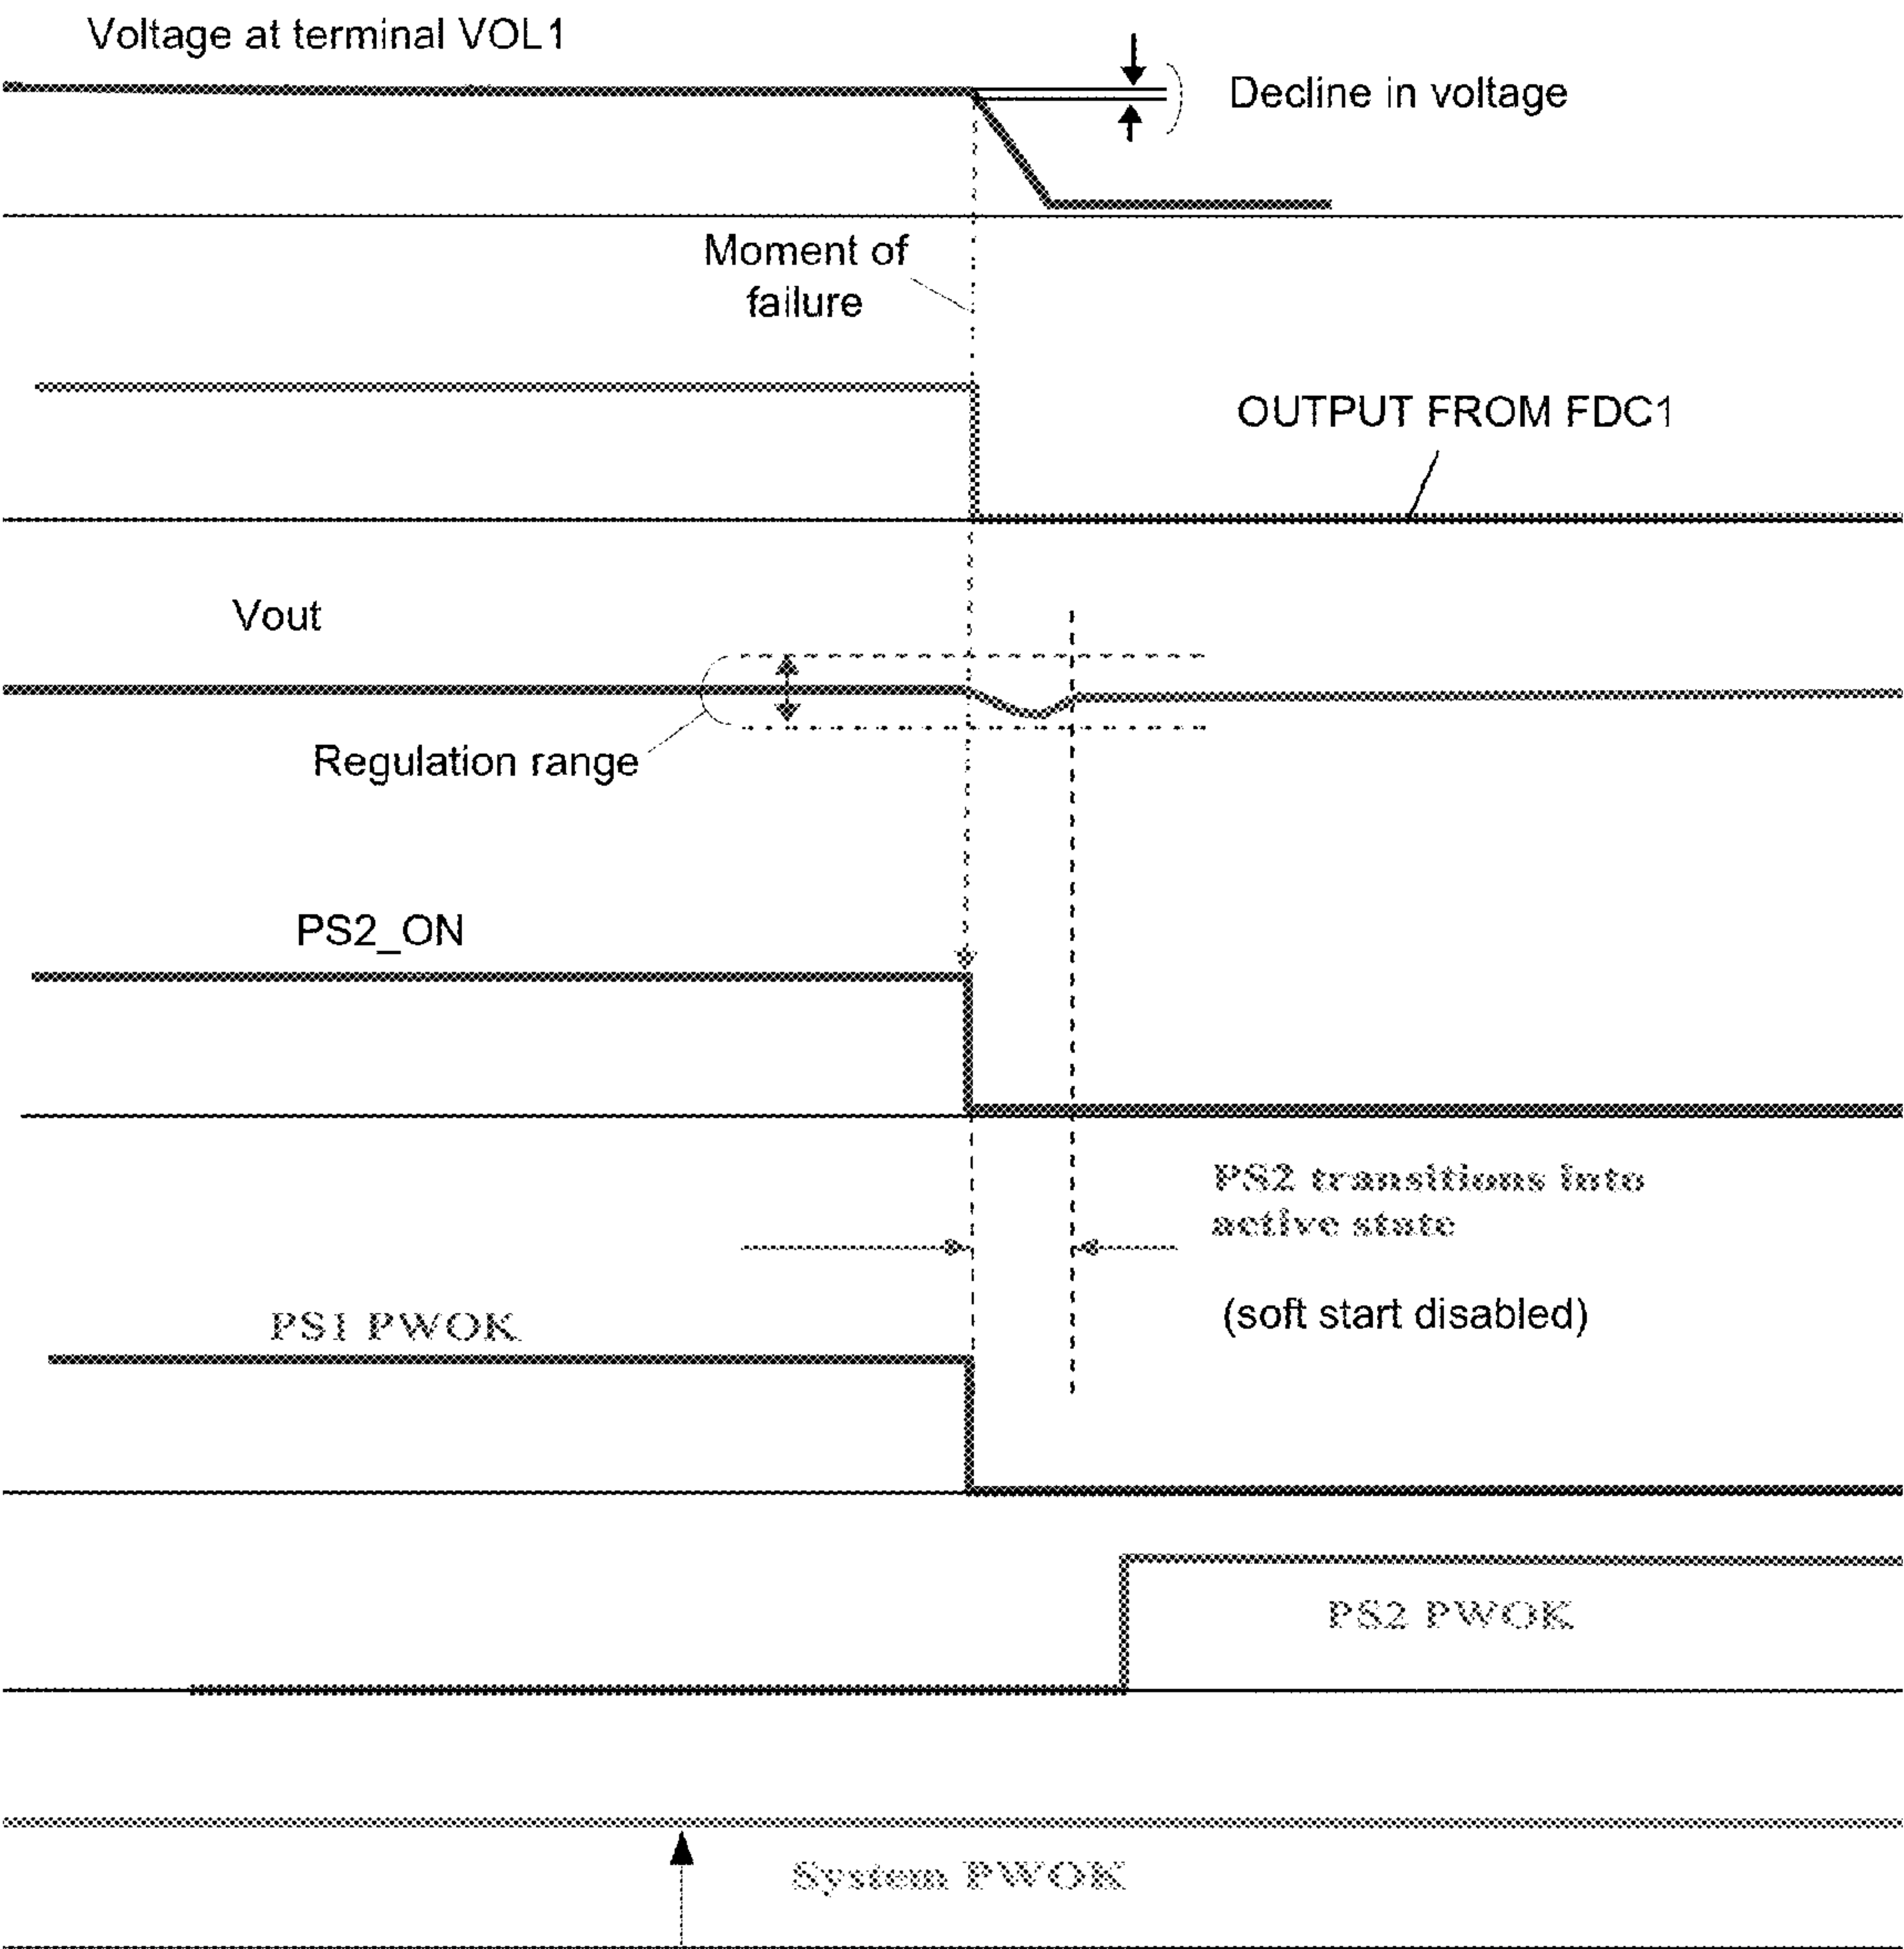 Voltage at terminal VOL1
Decline in voltage
Moment of
failure
OUTPUT FROM FDC1
Vout
Regulation range
PS2_ON
PS2 transitions into
active state
(soft start disabled)
PS1 PWOK
PS2 PWOK
System PWOK